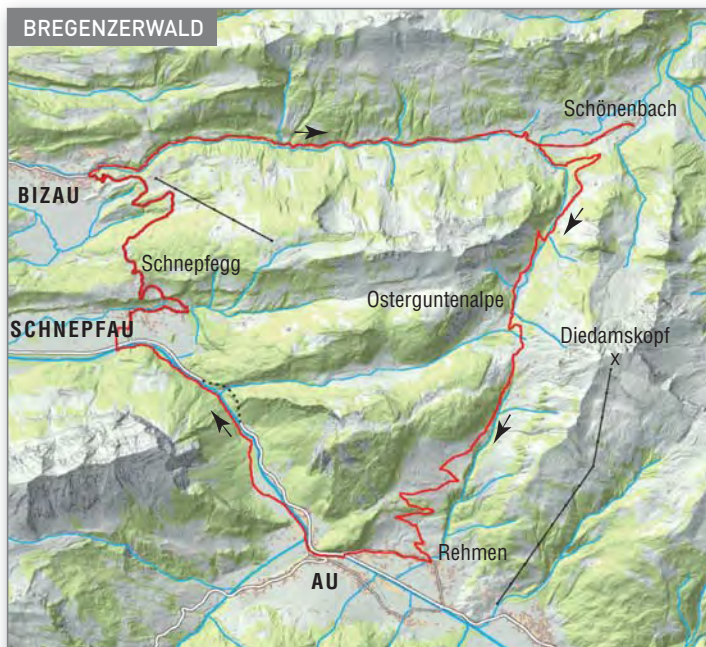 BREGENZERWALD
Schönenbach
BIZAU
Schnepfegg
Osterguntenalpe
SCHNEPFAU
Diedamskopf
X
Rehmen
AU